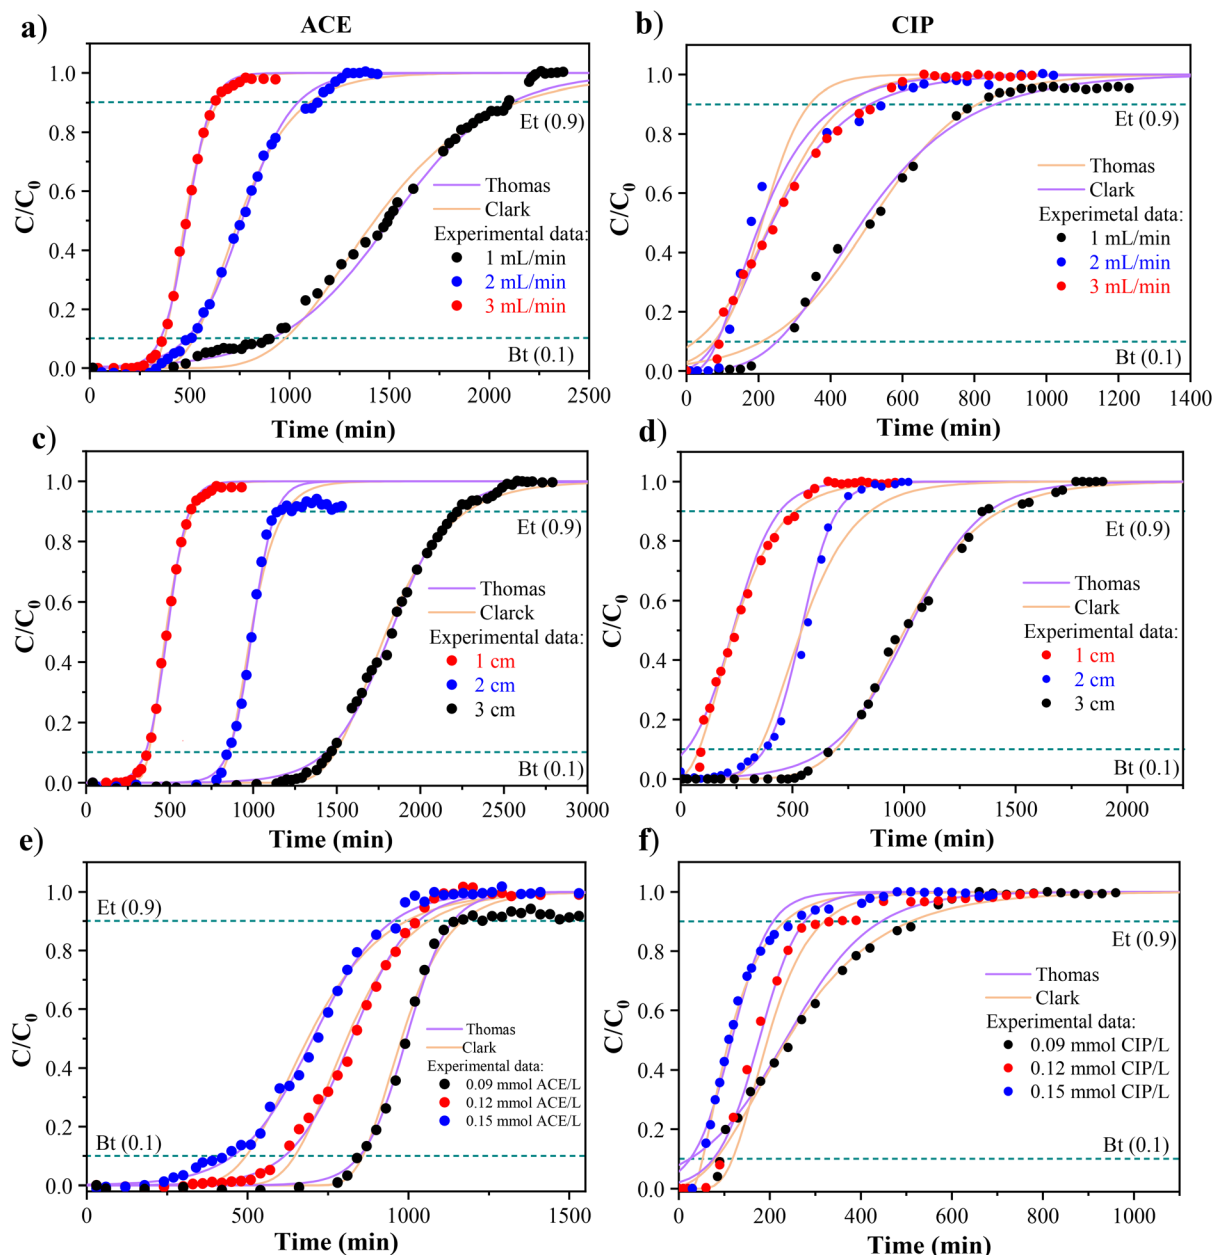 ACE
CIP
a)
C/C0
1.0
0.8
0.6
0.4
0.2
0.0
Et (0.9)
Thomas
Clark
Experimental data:
1 mL/min
2 mL/min
3 mL/min
Bt (0.1)
0 500 1000 1500 2000 2500
Time (min)
b)
C/C0
1.0
0.8
0.6
0.4
0.2
0.0
Et (0.9)
Thomas
Clark
Experimetal data:
1 mL/min
2 mL/min
3 mL/min
Bt (0.1)
0 200 400 600 800 1000 1200 1400
Time (min)
c)
C/C0
1.0
0.8
0.6
0.4
0.2
0.0
Et (0.9)
Thomas
Clarck
Experimental data:
1 cm
2 cm
3 cm
Bt (0.1)
0 500 1000 1500 2000 2500 3000
Time (min)
d)
C/C0
1.0
0.8
0.6
0.4
0.2
0.0
Et (0.9)
Thomas
Clark
Experimental data:
1 cm
2 cm
3 cm
Bt (0.1)
0 500 1000 1500 2000
Time (min)
e)
C/C0
1.0
0.8
0.6
0.4
0.2
0.0
Et (0.9)
Thomas
Clark
Experimental data:
0.09 mmol ACE/L
0.12 mmol ACE/L
0.15 mmol ACE/L
Bt (0.1)
0 500 1000 1500
Time (min)
f)
C/C0
1.0
0.8
0.6
0.4
0.2
0.0
Et (0.9)
Thomas
Clark
Experimental data:
0.09 mmol CIP/L
0.12 mmol CIP/L
0.15 mmol CIP/L
Bt (0.1)
0 200 400 600 800 1000
Time (min)